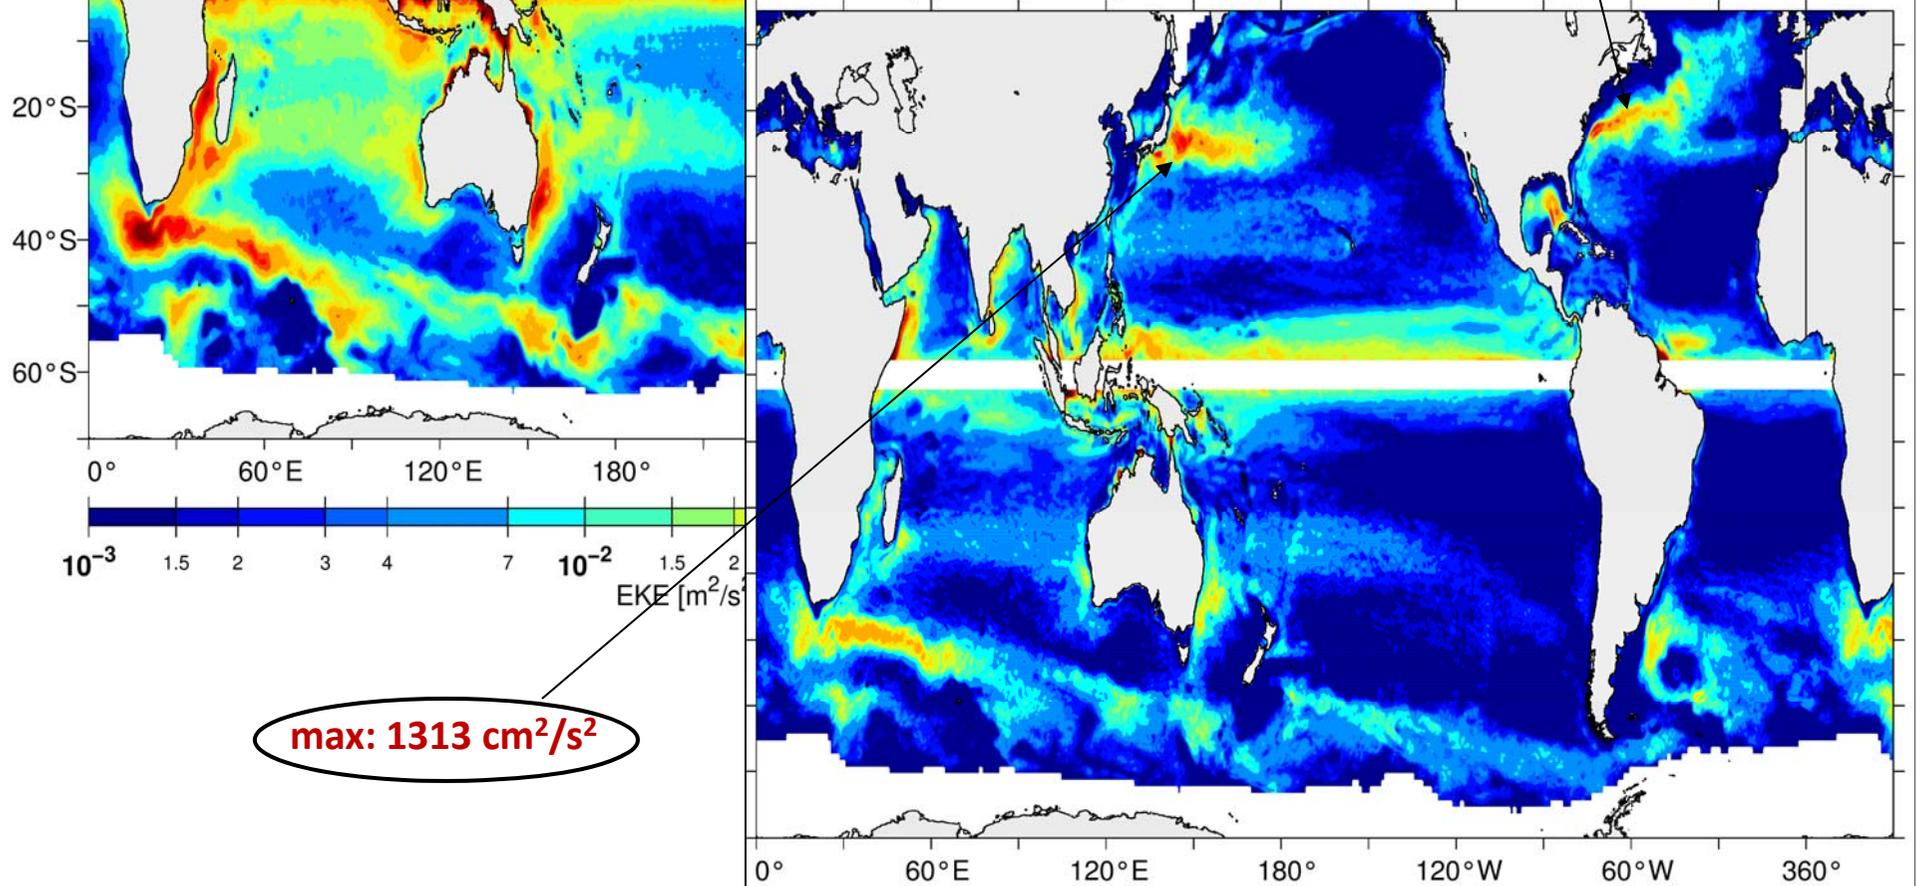 20°S
40°S
60°S
0° 60°E 120°E 180°
10⁻³ 1.5 2 3 4 7 10⁻² 1.5 2
EKE [m²/s²
max: 1313 cm²/s²
0° 60°E 120°E 180° 120°W 60°W 360°